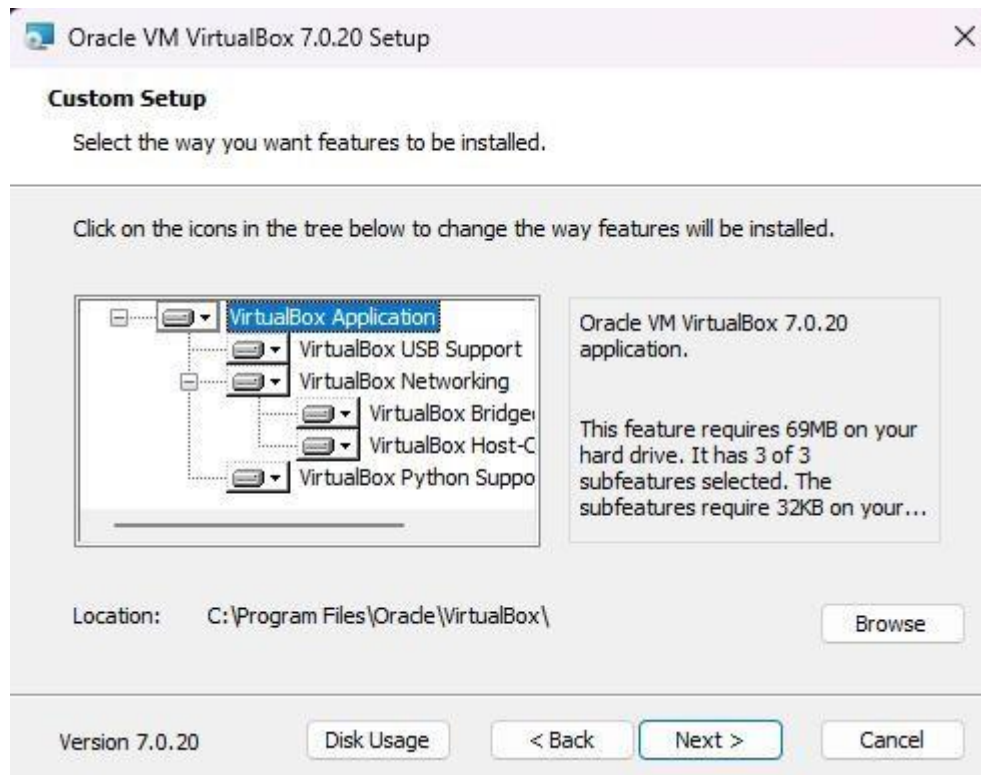 Oracle VM VirtualBox 7.0.20 Setup
Custom Setup
Select the way you want features to be installed.
Click on the icons in the tree below to change the way features will be installed.
VirtualBox Application
VirtualBox USB Support
VirtualBox Networking
VirtualBox Bridge
VirtualBox Host-C
VirtualBox Python Suppo
Oracle VM VirtualBox 7.0.20
application.
This feature requires 69MB on your
hard drive. It has 3 of 3
subfeatures selected. The
subfeatures require 32KB on your...
Location: C:\Program Files\Oracle\VirtualBox\
Browse
Version 7.0.20 Disk Usage < Back Next > Cancel